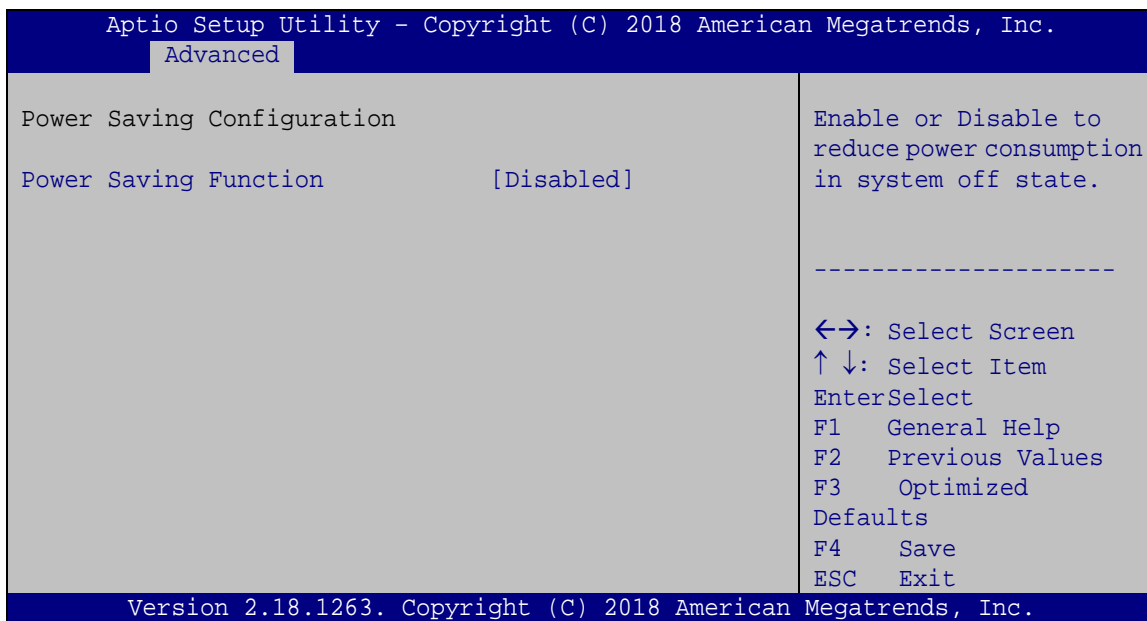 Aptio Setup Utility – Copyright (C) 2018 American Megatrends, Inc.
Advanced
Power Saving Configuration
Power Saving Function [Disabled]
Enable or Disable to
reduce power consumption
in system off state.
---------------------
←→: Select Screen
↑ ↓: Select Item
EnterSelect
F1 General Help
F2 Previous Values
F3 Optimized
Defaults
F4 Save
ESC Exit
Version 2.18.1263. Copyright (C) 2018 American Megatrends, Inc.